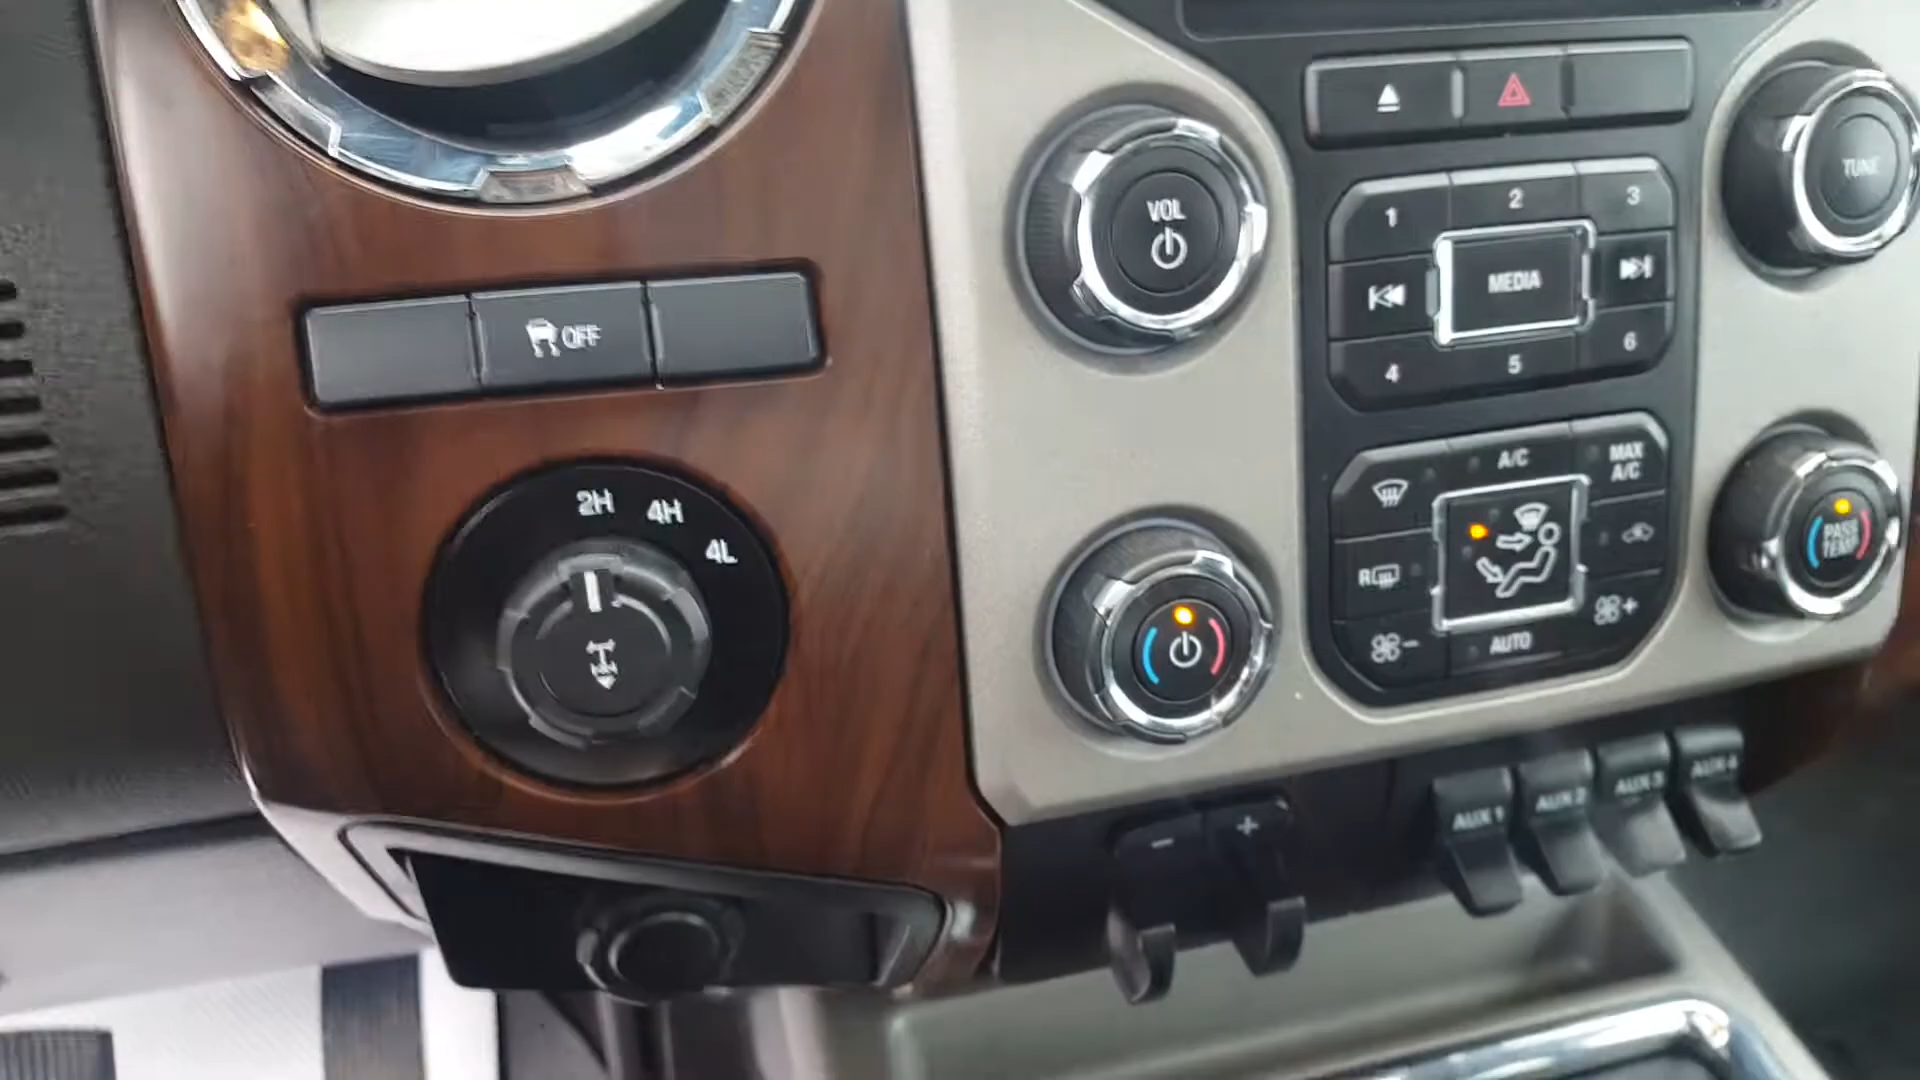 OFF
2H
4H
4L
VOL
TUNE
1
2
3
MEDIA
4
5
6
A/C
MAX
A/C
R
AUTO
PASS
TEMP
- +
AUX 1
AUX 2
AUX 3
AUX 4